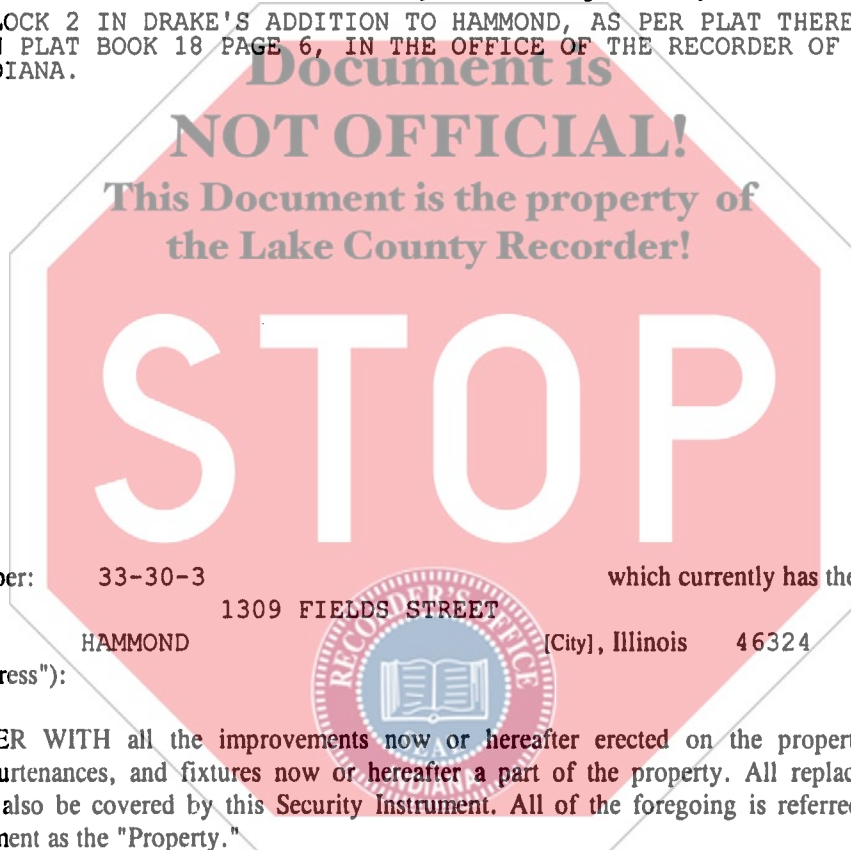 LOCK 2 IN DRAKE'S ADDITION TO HAMMOND, AS PER PLAT THERE
PLAT BOOK 18 PAGE 6, IN THE OFFICE OF THE RECORDER OF
DIANA.
Document is
NOT OFFICIAL!
This Document is the property of
the Lake County Recorder!
STOP
ber: 33-30-3 which currently has the
1309 FIELDS STREET
HAMMOND [City], Illinois 46324
ress"):
RECORDER'S OFFICE
ER WITH all the improvements now or hereafter erected on the propert
urtenances, and fixtures now or hereafter a part of the property. All replac
also be covered by this Security Instrument. All of the foregoing is referre
ment as the "Property."